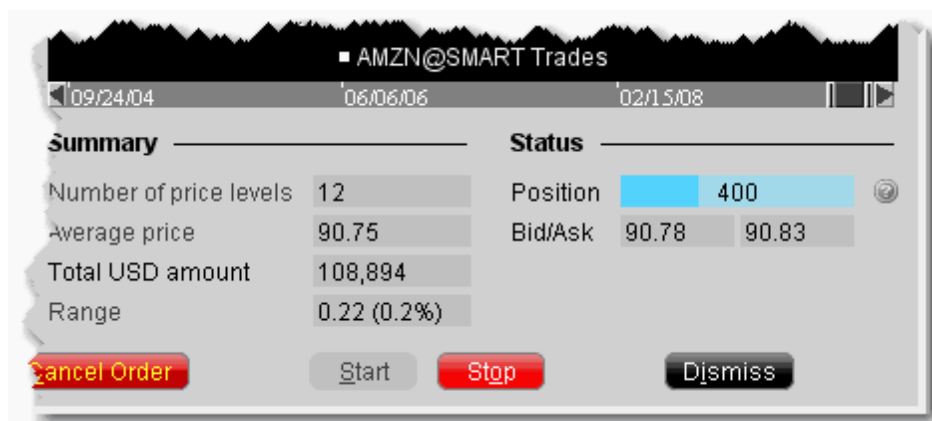 AMZN@SMART Trades
09/24/04 06/06/06 02/15/08
Summary Status
Number of price levels 12 Position 400
Average price 90.75 Bid/Ask 90.78 90.83
Total USD amount 108,894
Range 0.22 (0.2%)
Cancel Order Start Stop Dismiss